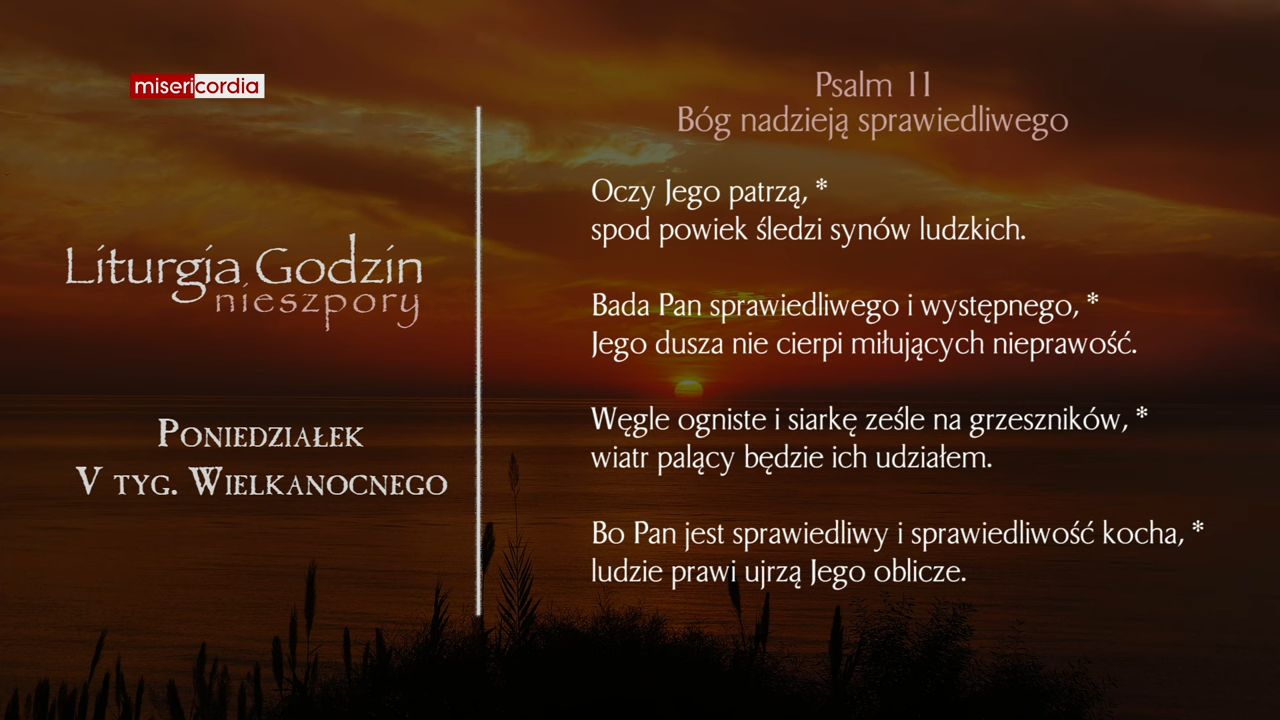 misericordia
Liturgia Godzin
nieszpory
Poniedziałek
V tyg. Wielkanocnego
Psalm 11
Bóg nadzieją sprawiedliwego
Oczy Jego patrzą, *
spod powiek śledzi synów ludzkich.
Bada Pan sprawiedliwego i występnego, *
Jego dusza nie cierpi miłujących nieprawość.
Węgle ogniste i siarkę ześle na grzeszników, *
wiatr palący będzie ich udziałem.
Bo Pan jest sprawiedliwy i sprawiedliwość kocha, *
ludzie prawi ujrzą Jego oblicze.